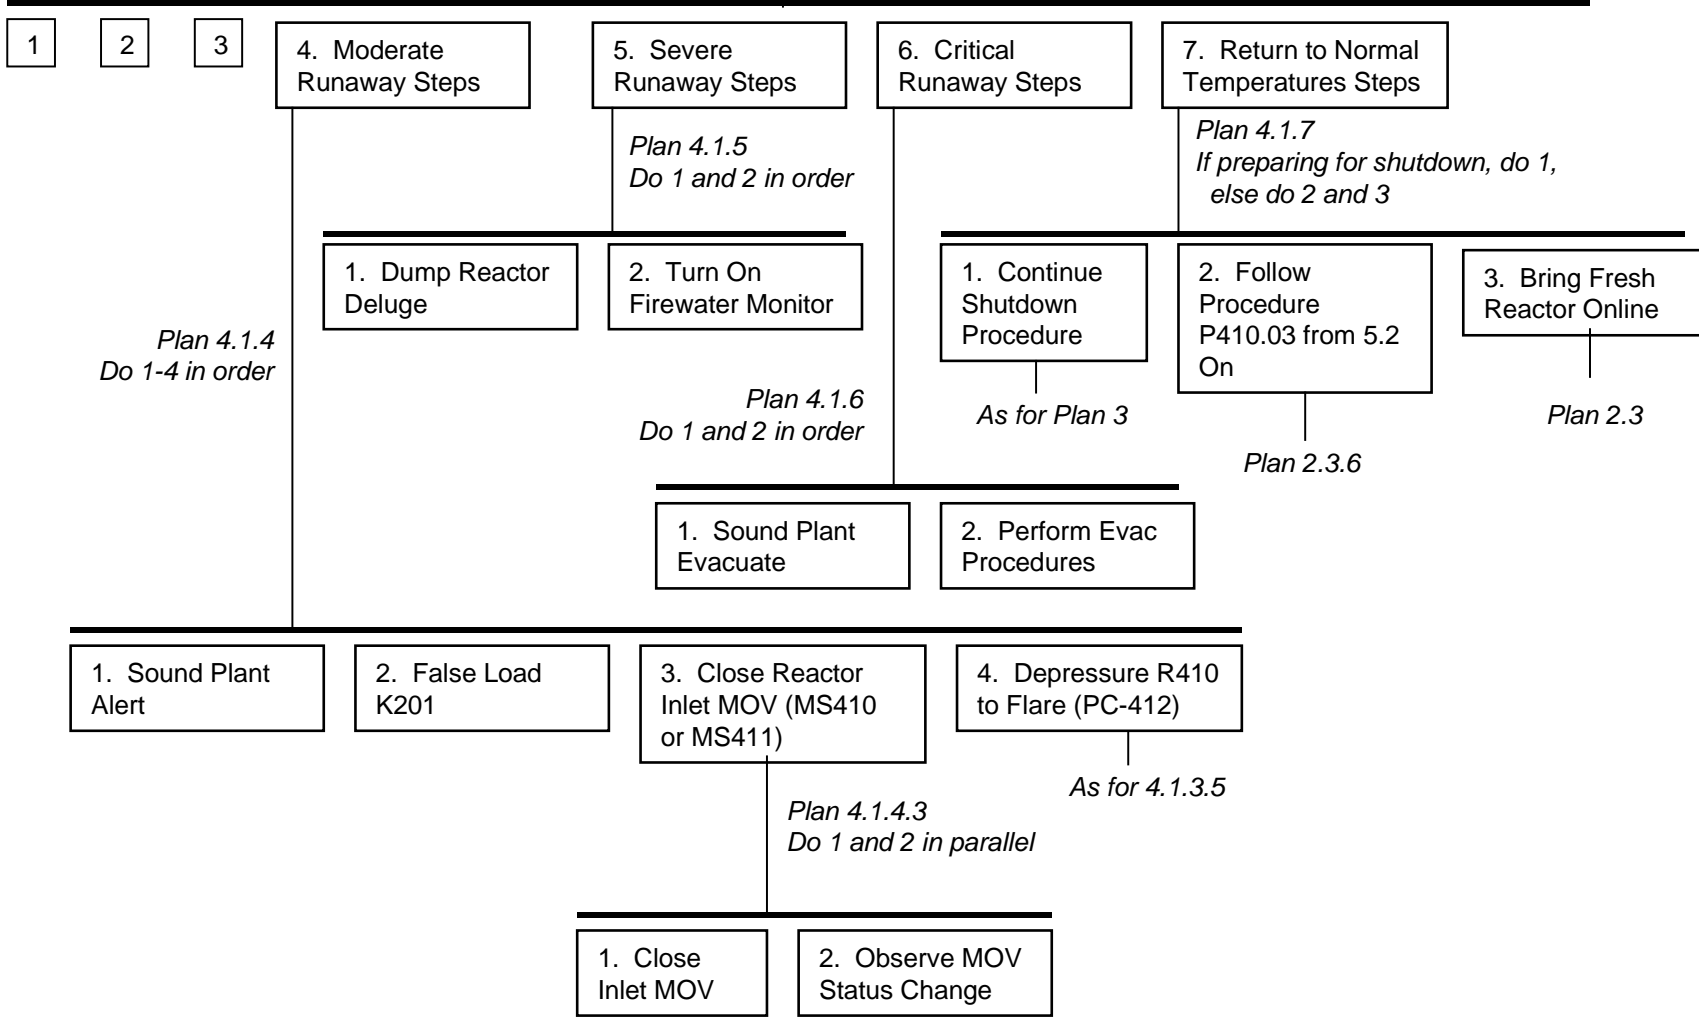 1
2
3
4. Moderate
Runaway Steps
5. Severe
Runaway Steps
6. Critical
Runaway Steps
7. Return to Normal
Temperatures Steps
Plan 4.1.5
Do 1 and 2 in order
Plan 4.1.7
If preparing for shutdown, do 1,
else do 2 and 3
1. Dump Reactor
Deluge
2. Turn On
Firewater Monitor
1. Continue
Shutdown
Procedure
2. Follow
Procedure
P410.03 from 5.2
On
3. Bring Fresh
Reactor Online
Plan 4.1.4
Do 1-4 in order
Plan 4.1.6
Do 1 and 2 in order
As for Plan 3
Plan 2.3.6
Plan 2.3
1. Sound Plant
Evacuate
2. Perform Evac
Procedures
1. Sound Plant
Alert
2. False Load
K201
3. Close Reactor
Inlet MOV (MS410
or MS411)
4. Depressure R410
to Flare (PC-412)
As for 4.1.3.5
Plan 4.1.4.3
Do 1 and 2 in parallel
1. Close
Inlet MOV
2. Observe MOV
Status Change